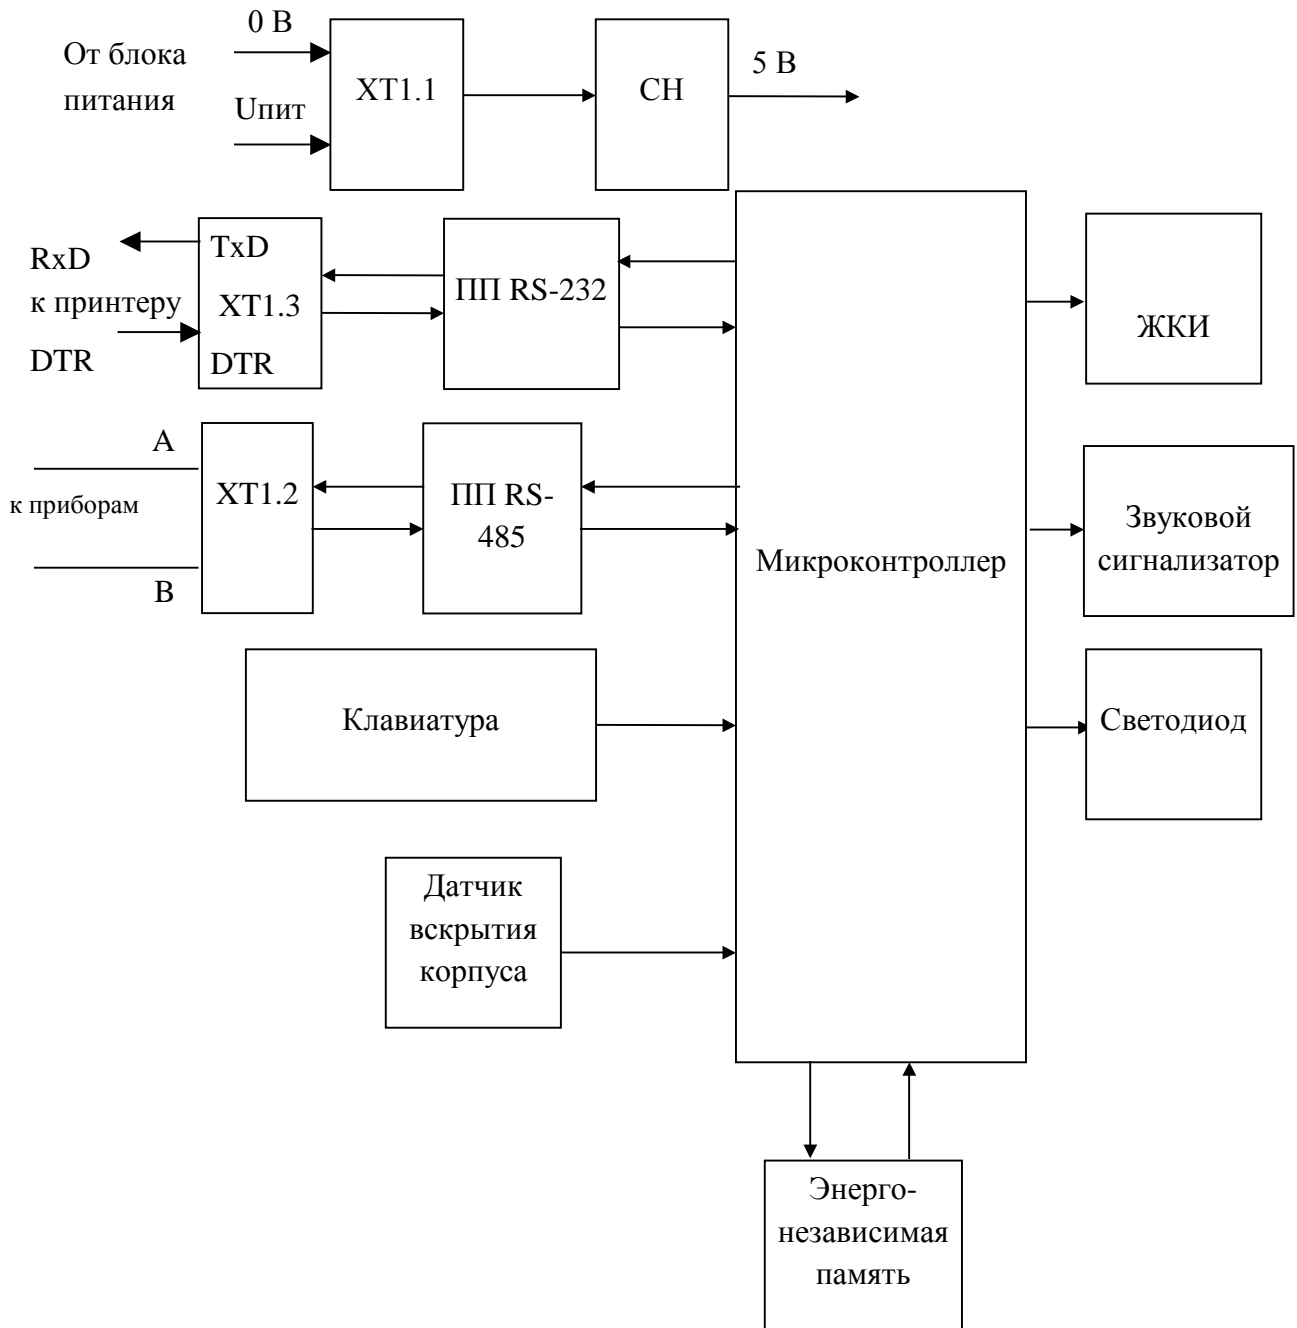 0 В
От блока
питания
Uпит
ХТ1.1
СН
5 В
RxD
к принтеру
DTR
TxD
ХТ1.3
DTR
ПП RS-232
ЖКИ
А
к приборам
В
ХТ1.2
ПП RS-
485
Микроконтроллер
Звуковой
сигнализатор
Клавиатура
Светодиод
Датчик
вскрытия
корпуса
Энерго-
независимая
память